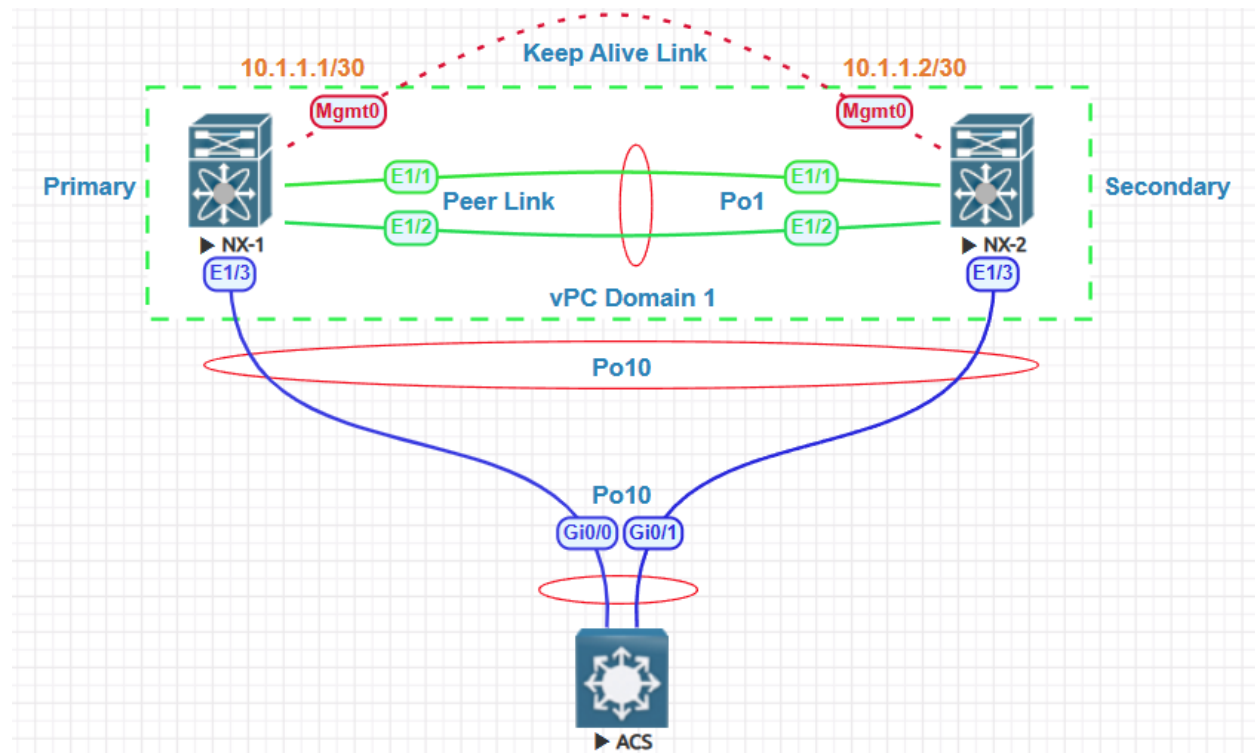 Keep Alive Link
10.1.1.1/30
10.1.1.2/30
Mgmt0
Mgmt0
Primary
E1/1
E1/1
Secondary
Peer Link
Po1
E1/2
E1/2
NX-1
NX-2
E1/3
E1/3
vPC Domain 1
Po10
Po10
Gi0/0
Gi0/1
ACS